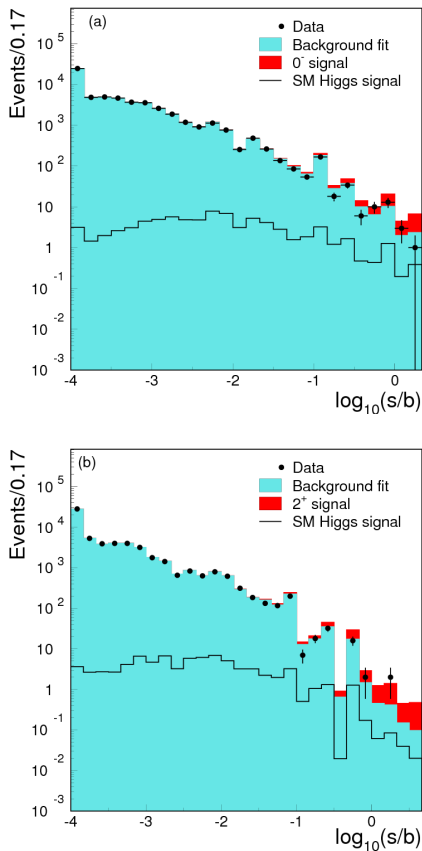 (a)
Data
Background fit
0⁻ signal
SM Higgs signal
Events/0.17
10⁵
10⁴
10³
10²
10
1
10⁻¹
10⁻²
10⁻³
-4 -3 -2 -1 0
log₁₀(s/b)
(b)
Data
Background fit
2⁺ signal
SM Higgs signal
Events/0.17
10⁵
10⁴
10³
10²
10
1
10⁻¹
10⁻²
10⁻³
-4 -3 -2 -1 0
log₁₀(s/b)